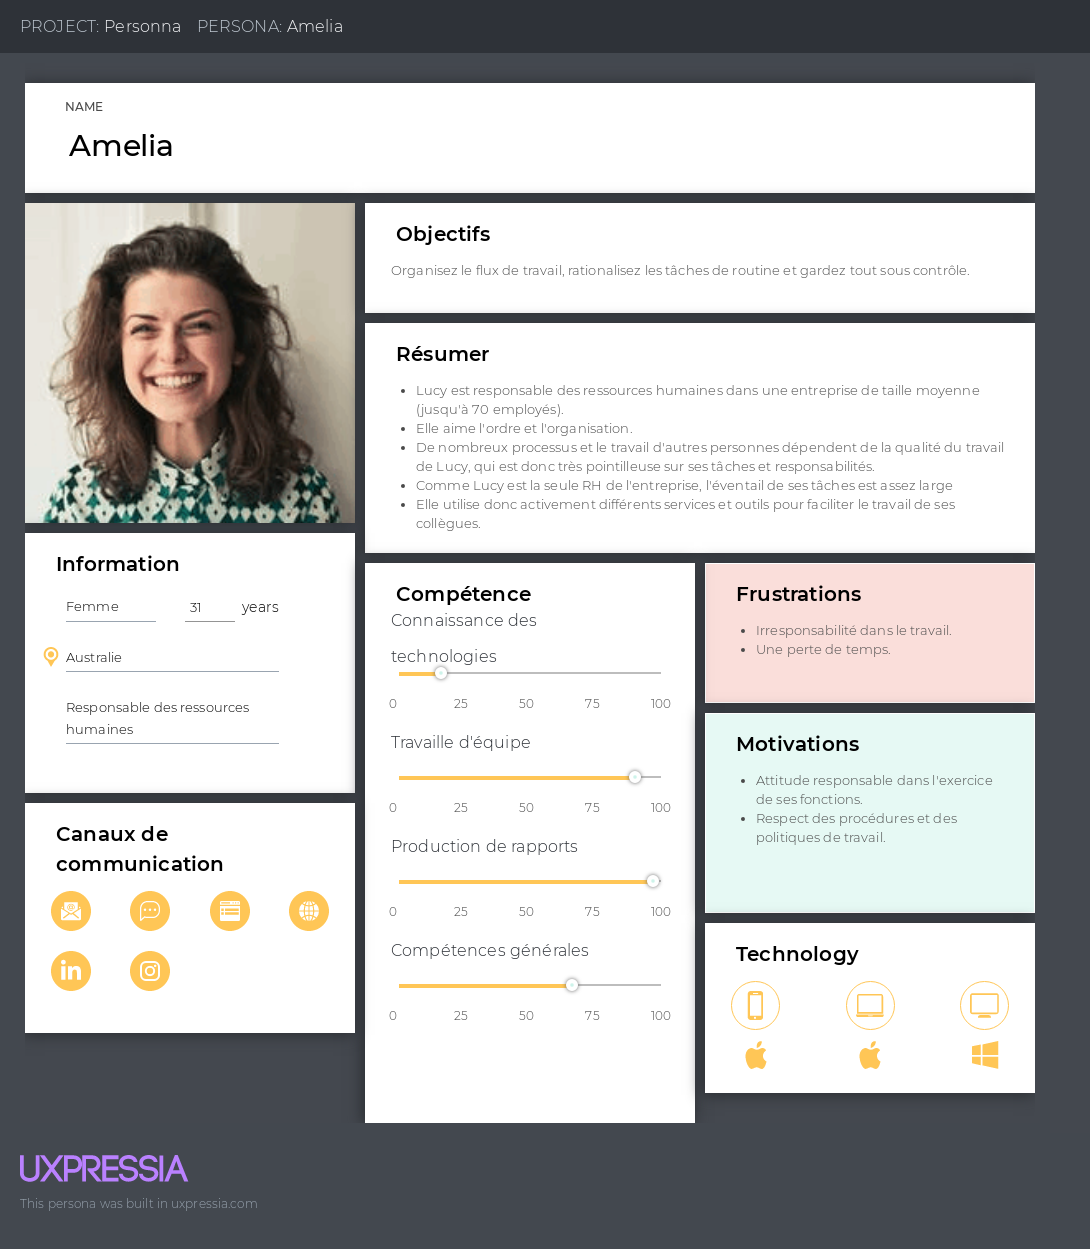 PROJECT: Personna PERSONA: Amelia
NAME
Amelia
Objectifs
Organisez le flux de travail, rationalisez les tâches de routine et gardez tout sous contrôle.
Résumer
Lucy est responsable des ressources humaines dans une entreprise de taille moyenne
(jusqu'à 70 employés).
Elle aime l'ordre et l'organisation.
De nombreux processus et le travail d'autres personnes dépendent de la qualité du travail
de Lucy, qui est donc très pointilleuse sur ses tâches et responsabilités.
Comme Lucy est la seule RH de l'entreprise, l'éventail de ses tâches est assez large
Elle utilise donc activement différents services et outils pour faciliter le travail de ses
collègues.
Information
Femme 31 years
Australie
Responsable des ressources
humaines
Canaux de
communication
Compétence
Connaissance des
technologies
0 25 50 75 100
Travaille d'équipe
0 25 50 75 100
Production de rapports
0 25 50 75 100
Compétences générales
0 25 50 75 100
Frustrations
Irresponsabilité dans le travail.
Une perte de temps.
Motivations
Attitude responsable dans l'exercice
de ses fonctions.
Respect des procédures et des
politiques de travail.
Technology
UXPRESSIA
This persona was built in uxpressia.com